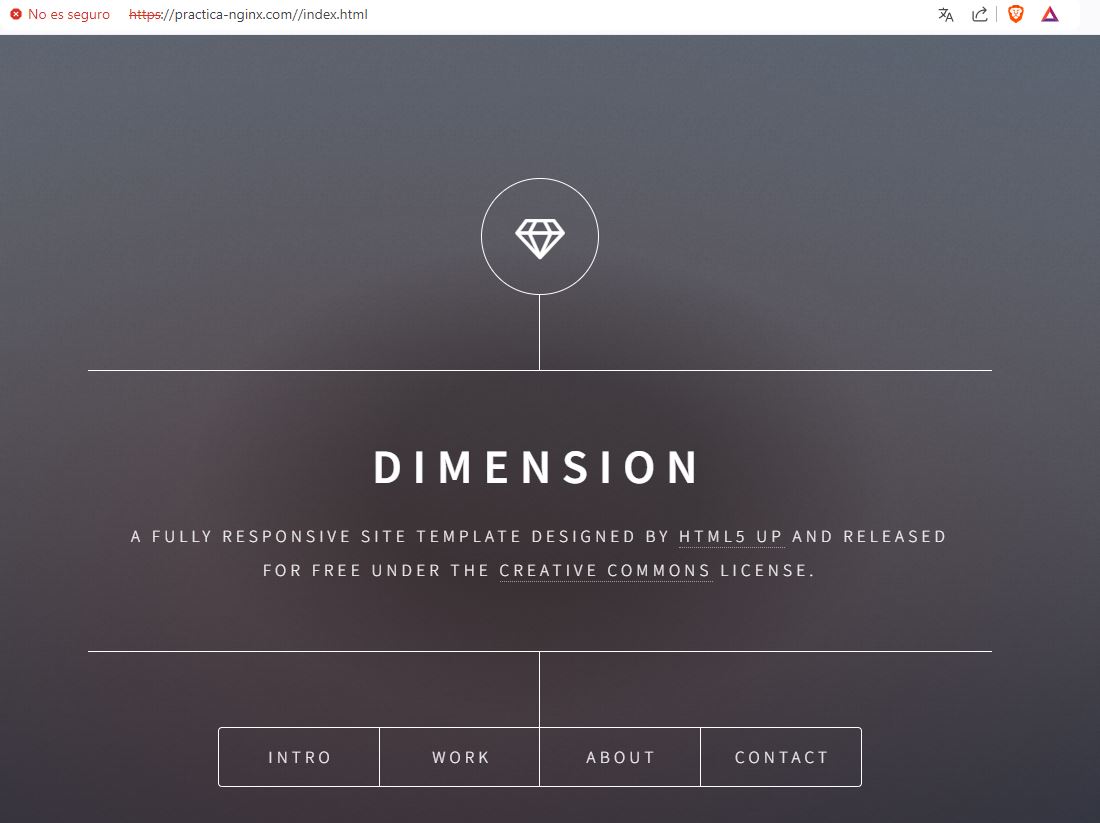 No es seguro https://practica-nginx.com//index.html
DIMENSION
A FULLY RESPONSIVE SITE TEMPLATE DESIGNED BY HTML5 UP AND RELEASED
FOR FREE UNDER THE CREATIVE COMMONS LICENSE.
INTRO WORK ABOUT CONTACT